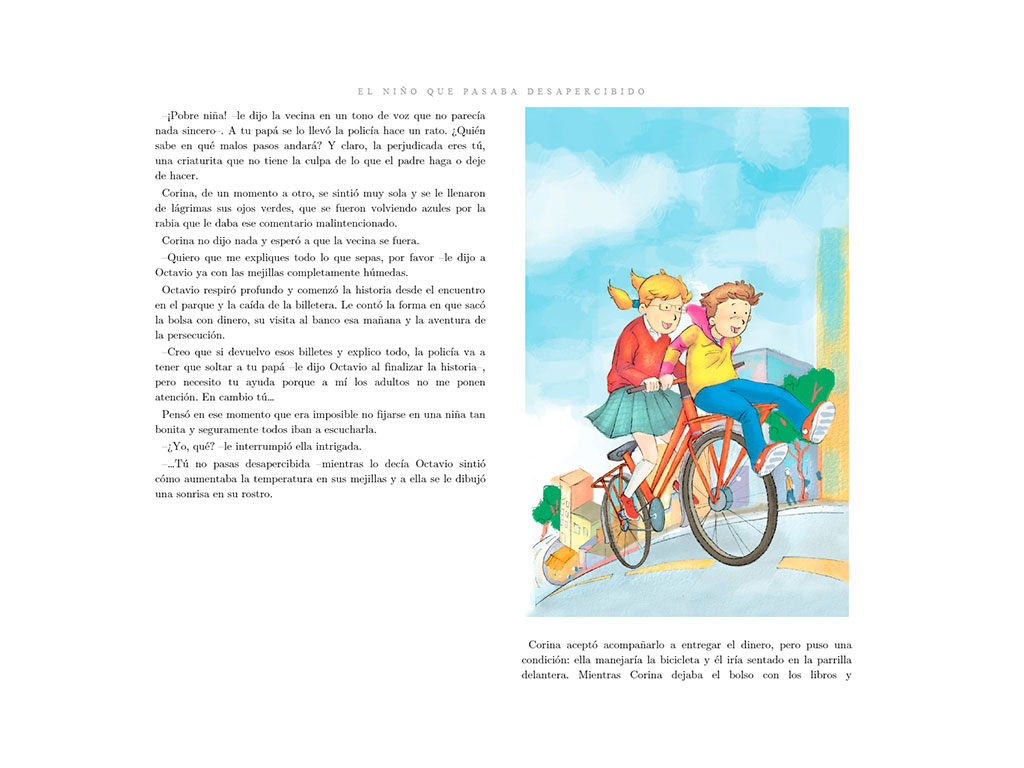 EL NIÑO QUE PASABA DESAPERCIBIDO
–¡Pobre niña! –le dijo la vecina en un tono de voz que no parecía
nada sincero–. A tu papá se lo llevó la policía hace un rato. ¿Quién
sabe en qué malos pasos andará? Y claro, la perjudicada eres tú,
una criaturita que no tiene la culpa de lo que el padre haga o deje
de hacer.
Corina, de un momento a otro, se sintió muy sola y se le llenaron
de lágrimas sus ojos verdes, que se fueron volviendo azules por la
rabia que le daba ese comentario malintencionado.
Corina no dijo nada y esperó a que la vecina se fuera.
–Quiero que me expliques todo lo que sepas, por favor –le dijo a
Octavio ya con las mejillas completamente húmedas.
Octavio respiró profundo y comenzó la historia desde el encuentro
en el parque y la caída de la billetera. Le contó la forma en que sacó
la bolsa con dinero, su visita al banco esa mañana y la aventura de
la persecución.
–Creo que si devuelvo esos billetes y explico todo, la policía va a
tener que soltar a tu papá –le dijo Octavio al finalizar la historia–,
pero necesito tu ayuda porque a mí los adultos no me ponen
atención. En cambio tú...
Pensó en ese momento que era imposible no fijarse en una niña tan
bonita y seguramente todos iban a escucharla.
–¿Yo, qué? –le interrumpió ella intrigada.
–...Tú no pasas desapercibida –mientras lo decía Octavio sintió
cómo aumentaba la temperatura en sus mejillas y a ella se le dibujó
una sonrisa en su rostro.
Corina aceptó acompañarlo a entregar el dinero, pero puso una
condición: ella manejaría la bicicleta y él iría sentado en la parrilla
delantera. Mientras Corina dejaba el bolso con los libros y